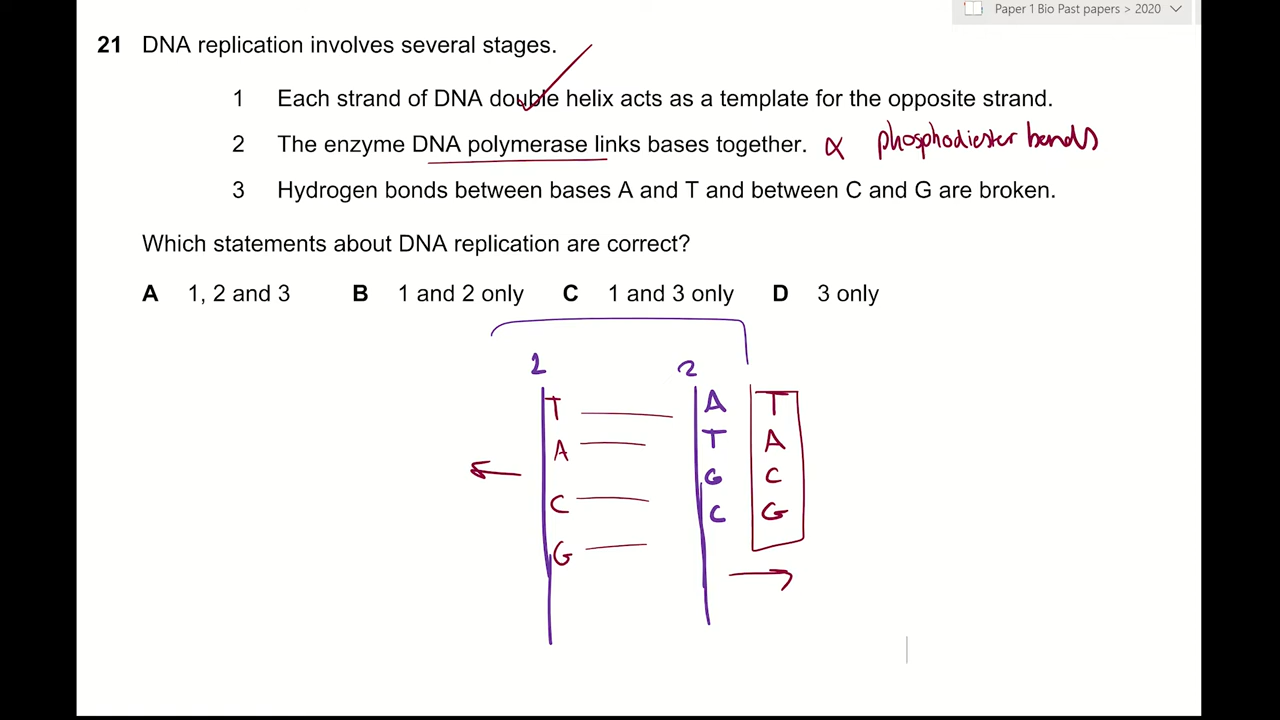 Paper 1 Bio Past papers > 2020
21 DNA replication involves several stages.
1 Each strand of DNA double helix acts as a template for the opposite strand.
2 The enzyme DNA polymerase links bases together. phosphodiester bonds
3 Hydrogen bonds between bases A and T and between C and G are broken.
Which statements about DNA replication are correct?
A 1, 2 and 3 B 1 and 2 only C 1 and 3 only D 3 only
2 2
T A T
A T A
C G C
G C G